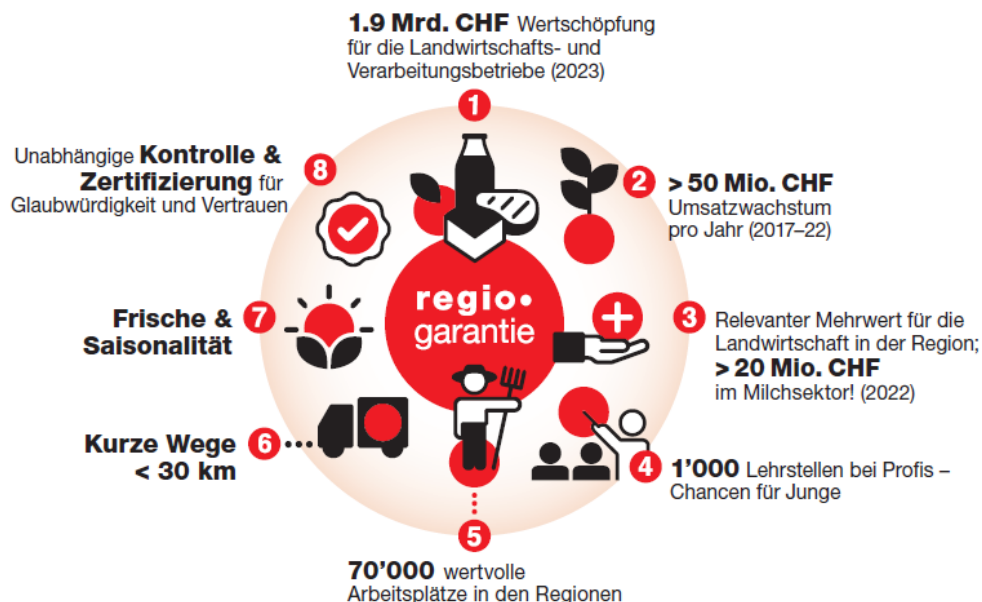 1.9 Mrd. CHF Wertschöpfung
für die Landwirtschafts- und
Verarbeitungsbetriebe (2023)
1
2
> 50 Mio. CHF
Umsatzwachstum
pro Jahr (2017–22)
3
Relevanter Mehrwert für die
Landwirtschaft in der Region;
> 20 Mio. CHF
im Milchsektor! (2022)
4
1'000 Lehrstellen bei Profis –
Chancen für Junge
5
70'000 wertvolle
Arbeitsplätze in den Regionen
6
Kurze Wege
< 30 km
7
Frische &
Saisonalität
8
Unabhängige Kontrolle &
Zertifizierung für
Glaubwürdigkeit und Vertrauen
regio.
garantie